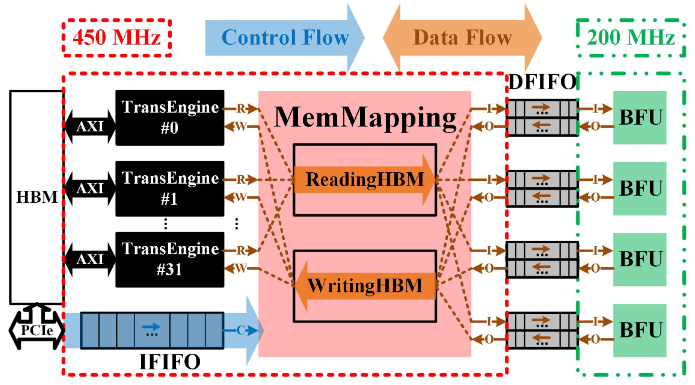 450 MHz
Control Flow
Data Flow
200 MHz
DFIFO
HBM
AXI
TransEngine
#0
R
W
MemMapping
I
O
...
...
BFU
AXI
TransEngine
#1
R
W
ReadingHBM
I
O
...
...
BFU
...
...
AXI
TransEngine
#31
R
W
WritingHBM
I
O
...
...
BFU
PCIe
...
C
IFIFO
I
O
...
...
BFU
I
O
I
O
I
O
I
O